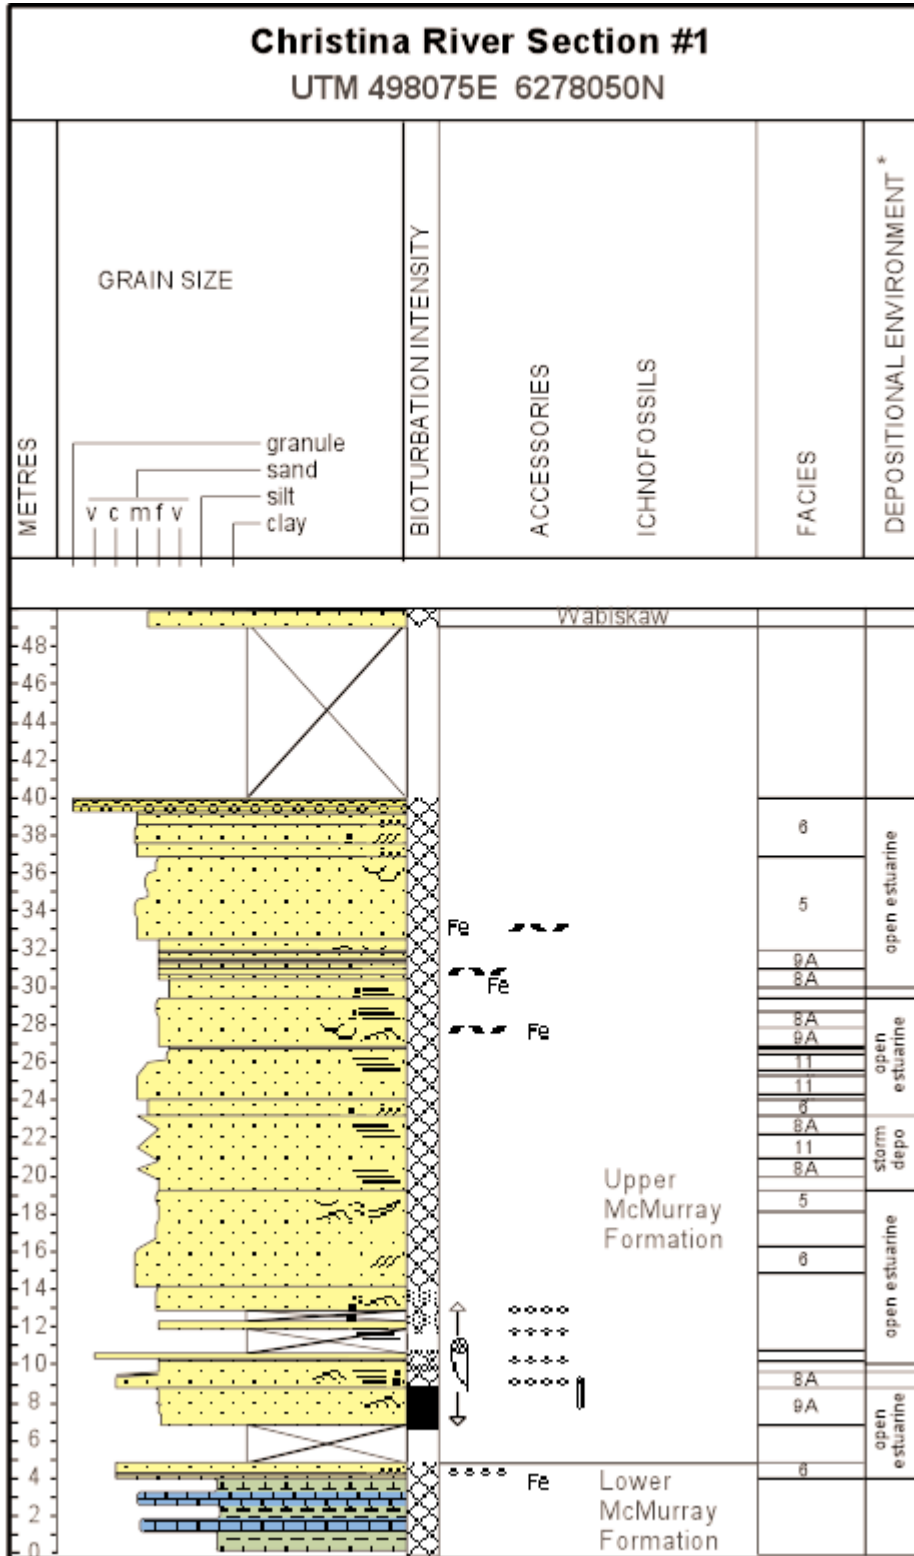 Christina River Section #1
UTM 498075E 6278050N
METRES
GRAIN SIZE
granule
sand
silt
clay
v c m f v
BIOTURBATION INTENSITY
ACCESSORIES
ICHNOFOSSILS
FACIES
DEPOSITIONAL ENVIRONMENT *
Wabiskaw
48
46
44
42
40
38
36
34
32
30
28
26
24
22
20
18
16
14
12
10
8
6
4
2
0
Fe
Fe
Fe
Upper
McMurray
Formation
Fe
Lower
McMurray
Formation
6
5
9A
8A
8A
9A
11
11
6
8A
11
8A
5
6
8A
9A
6
open estuarine
open
estuarine
storm
depo
open estuarine
open
estuarine